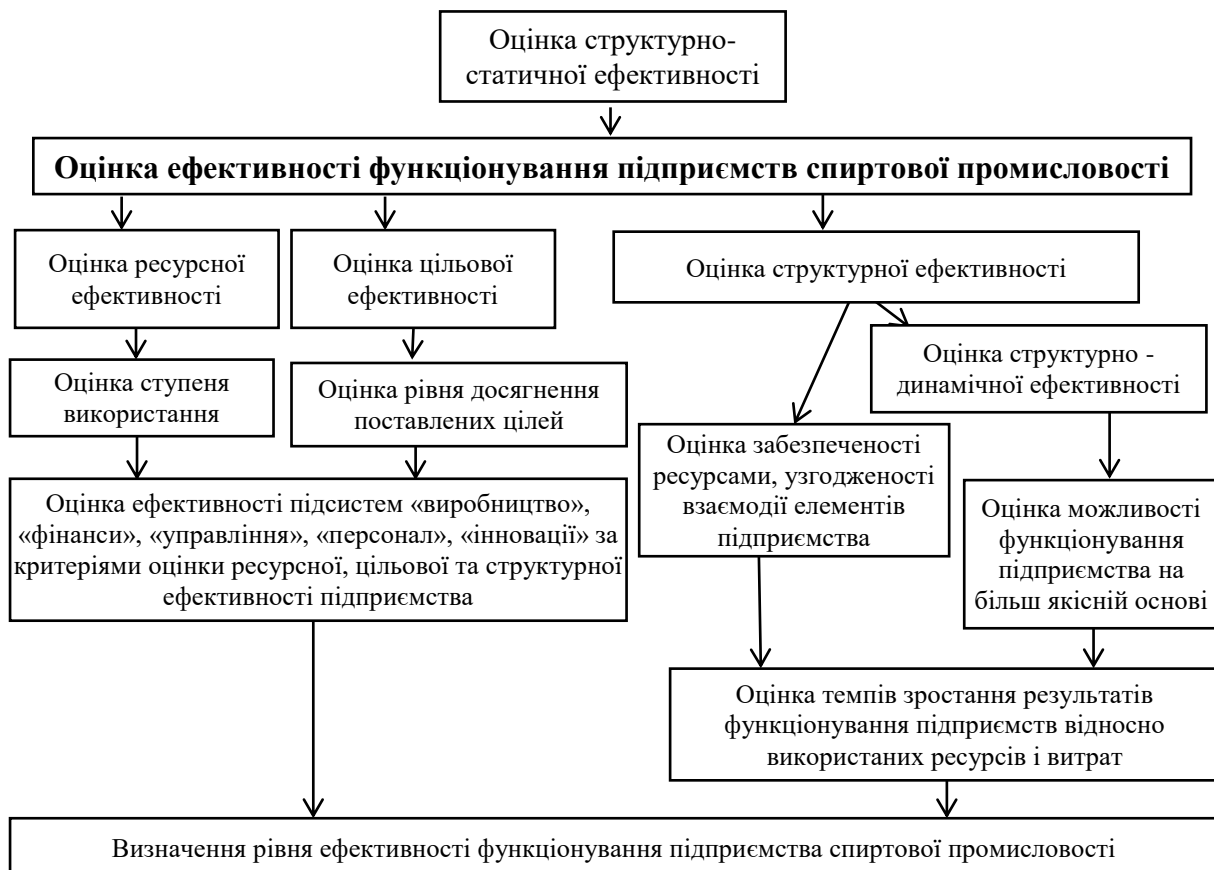 Оцінка структурно-
статичної ефективності
Оцінка ефективності функціонування підприємств спиртової промисловості
Оцінка ресурсної
ефективності
Оцінка цільової
ефективності
Оцінка структурної ефективності
Оцінка ступеня
використання
Оцінка рівня досягнення
поставлених цілей
Оцінка структурно -
динамічної ефективності
Оцінка забезпеченості
ресурсами, узгодженості
взаємодії елементів
підприємства
Оцінка ефективності підсистем «виробництво»,
«фінанси», «управління», «персонал», «інновації» за
критеріями оцінки ресурсної, цільової та структурної
ефективності підприємства
Оцінка можливості
функціонування
підприємства на
більш якісній основі
Оцінка темпів зростання результатів
функціонування підприємств відносно
використаних ресурсів і витрат
Визначення рівня ефективності функціонування підприємства спиртової промисловості